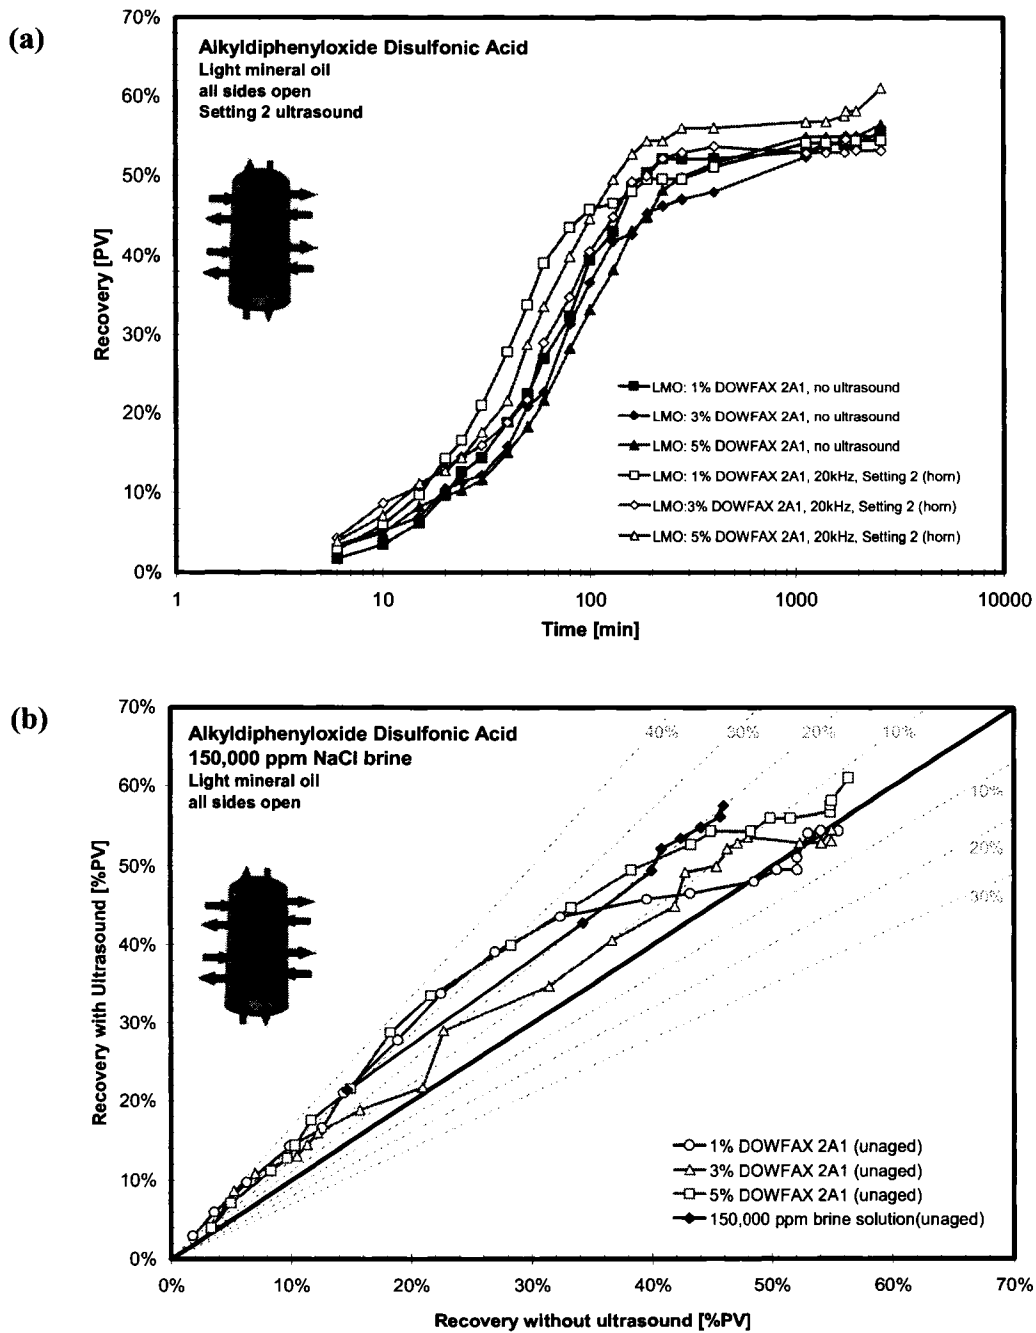 (a)
70%
60%
50%
40%
30%
20%
10%
0%
Recovery [PV]
Alkyldiphenyloxide Disulfonic Acid
Light mineral oil
all sides open
Setting 2 ultrasound
LMO: 1% DOWFAX 2A1, no ultrasound
LMO: 3% DOWFAX 2A1, no ultrasound
LMO: 5% DOWFAX 2A1, no ultrasound
LMO: 1% DOWFAX 2A1, 20kHz, Setting 2 (horn)
LMO:3% DOWFAX 2A1, 20kHz, Setting 2 (horn)
LMO: 5% DOWFAX 2A1, 20kHz, Setting 2 (horn)
1 10 100 1000 10000
Time [min]
(b)
70%
60%
50%
40%
30%
20%
10%
0%
Recovery with Ultrasound [%PV]
Alkyldiphenyloxide Disulfonic Acid
150,000 ppm NaCl brine
Light mineral oil
all sides open
40% 30% 20% 10%
10%
20%
30%
1% DOWFAX 2A1 (unaged)
3% DOWFAX 2A1 (unaged)
5% DOWFAX 2A1 (unaged)
150,000 ppm brine solution(unaged)
0% 10% 20% 30% 40% 50% 60% 70%
Recovery without ultrasound [%PV]